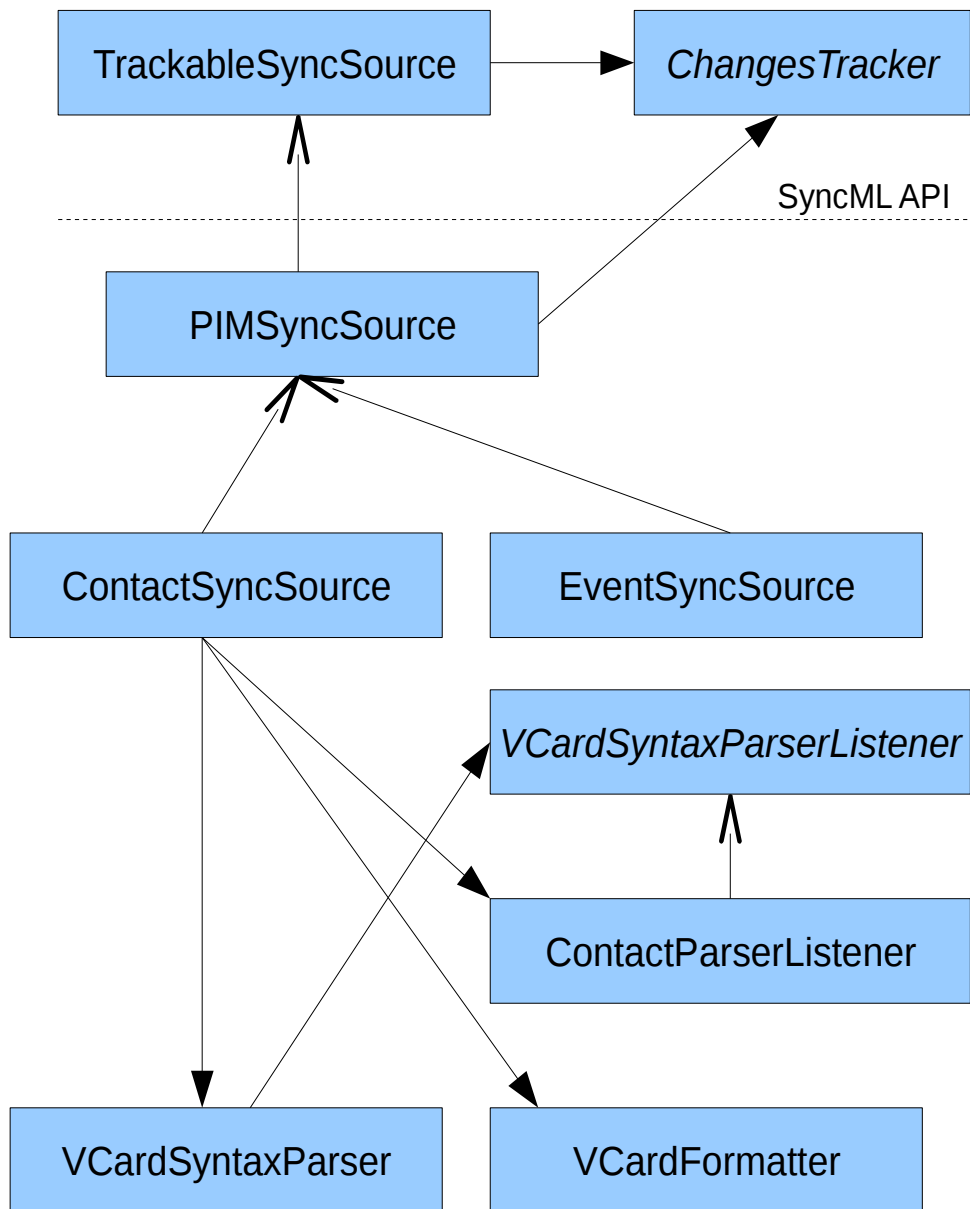 TrackableSyncSource
ChangesTracker
SyncML API
PIMSyncSource
ContactSyncSource
EventSyncSource
VCardSyntaxParserListener
ContactParserListener
VCardSyntaxParser
VCardFormatter